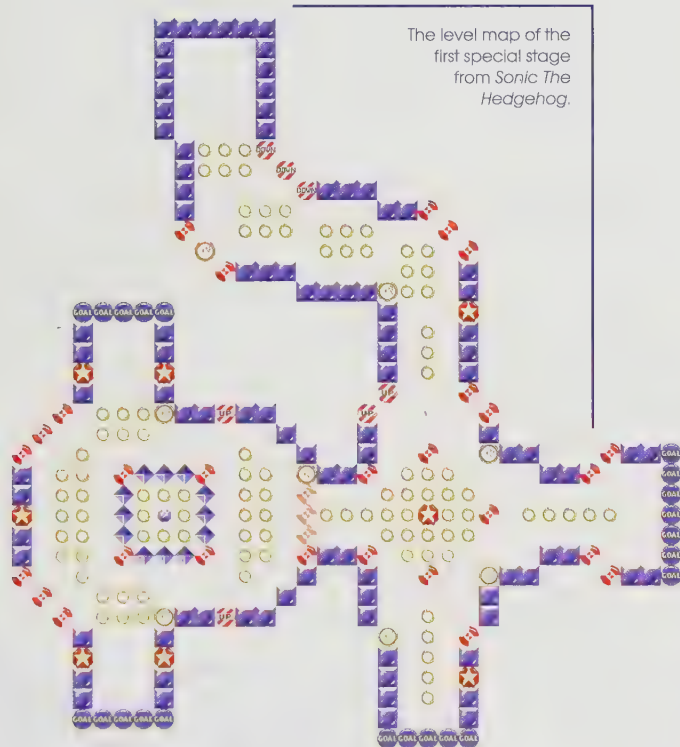 The level map of the
first special stage
from Sonic The
Hedgehog.
DOWN
DOWN
DOWN
GOAL GOAL GOAL GOAL GOAL
UP
UP UP
GOAL
GOAL
GOAL
GOAL
GOAL
GOAL
GOAL
UP
GOAL GOAL GOAL GOAL GOAL
GOAL GOAL GOAL GOAL GOAL